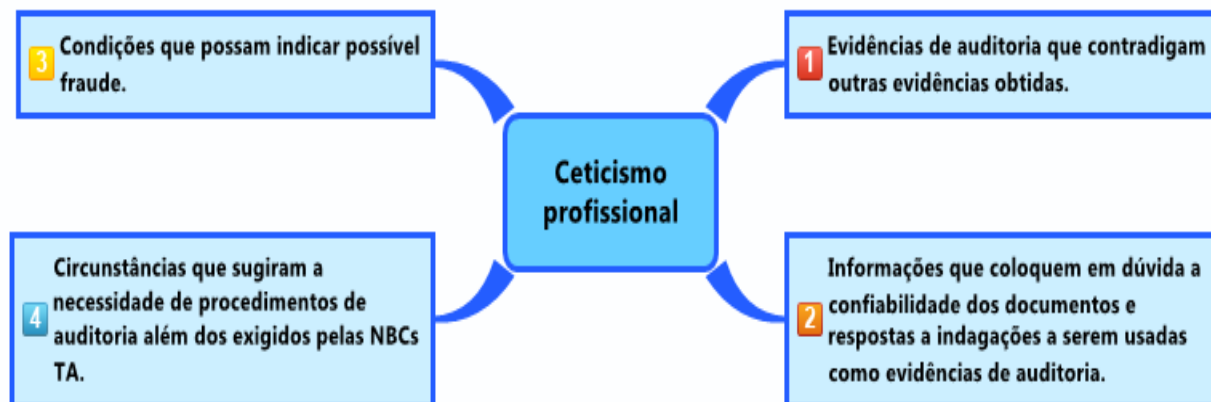 3
Condições que possam indicar possível
fraude.
1
Evidências de auditoria que contradigam
outras evidências obtidas.
Ceticismo
profissional
4
Circunstâncias que sugiram a
necessidade de procedimentos de
auditoria além dos exigidos pelas NBCs
TA.
2
Informações que coloquem em dúvida a
confiabilidade dos documentos e
respostas a indagações a serem usadas
como evidências de auditoria.